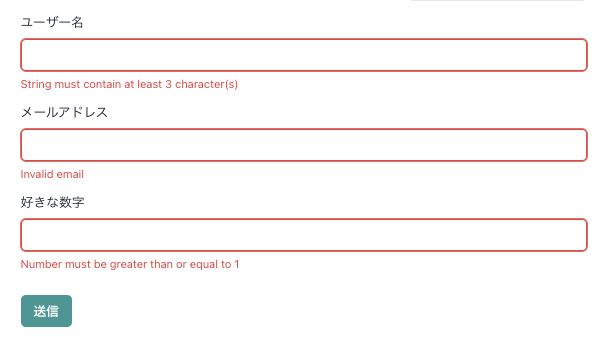 ユーザー名
String must contain at least 3 character(s)
メールアドレス
Invalid email
好きな数字
Number must be greater than or equal to 1
送信